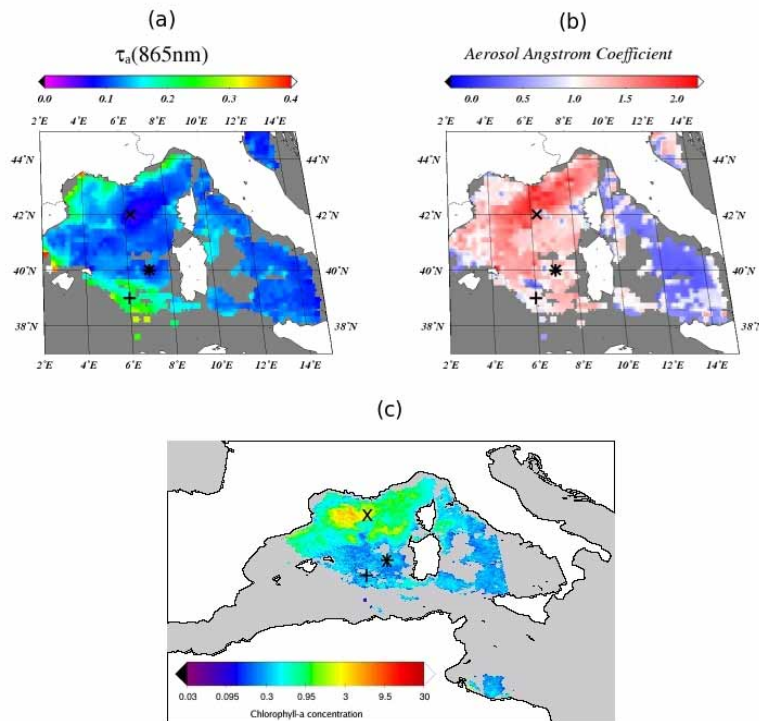 (a)
(b)
τa(865nm)
Aerosol Angstrom Coefficient
0.0 0.1 0.2 0.3 0.4
0.0 0.5 1.0 1.5 2.0
2˚E 4˚E 6˚E 8˚E 10˚E 12˚E 14˚E
2˚E 4˚E 6˚E 8˚E 10˚E 12˚E 14˚E
44˚N 44˚N
44˚N 44˚N
42˚N 42˚N
42˚N 42˚N
40˚N 40˚N
40˚N 40˚N
38˚N 38˚N
38˚N 38˚N
2˚E 4˚E 6˚E 8˚E 10˚E 12˚E 14˚E
2˚E 4˚E 6˚E 8˚E 10˚E 12˚E 14˚E
(c)
0.03 0.095 0.3 0.95 3 9.5 30
Chlorophyll-a concentration